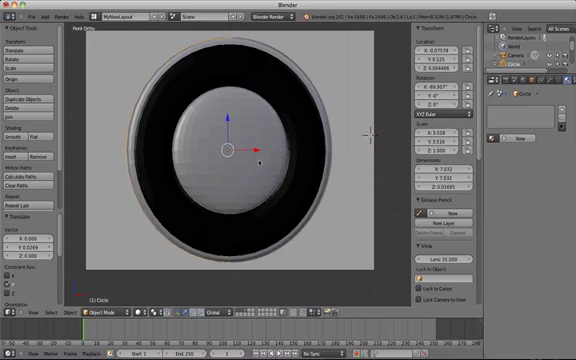 Blender
File
Add
Render
Help
MyNewLayout
Scene
Blender Render
blender.org 261
Front Ortho
Object Tools
Transform:
Translate
Rotate
Scale
Origin
Object:
Duplicate Objects
Delete
Join
Shading:
Smooth
Flat
Keyframes:
Insert
Remove
Motion Paths:
Calculate Paths
Clear Paths
Repeat:
Repeat Last
Translate
Vector
X: 0.000
Y: 0.0269
Z: 0.000
Constraint Axis
X
Y
Z
Orientation
(1) Circle
Transform
Location:
X: -0.07578
Y: 0.125
Z: 0.004496
Rotation:
X: -89.907°
Y: -0°
Z: 0°
XYZ Euler
Scale:
X: 3.516
Y: 3.516
Z: 1.000
Dimensions:
X: 7.032
Y: 7.032
Z: 0.01665
Grease Pencil
New
New Layer
Delete Frame
Convert
View
Lens: 35.000
Lock to Object:
Lock to Cursor
Lock Camera to View
View
All Scenes
RenderLayers
World
Camera
Circle
Circle
New
View
Select
Object
Object Mode
Global
View
Marker
Frame
Playback
Start: 1
End: 250
1
No Sync